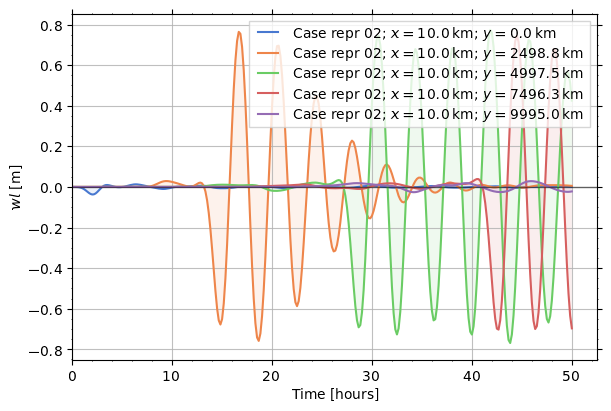 Case repr 02; x = 10.0 km; y = 0.0 km
Case repr 02; x = 10.0 km; y = 2498.8 km
Case repr 02; x = 10.0 km; y = 4997.5 km
Case repr 02; x = 10.0 km; y = 7496.3 km
Case repr 02; x = 10.0 km; y = 9995.0 km
wl [m]
0.8
0.6
0.4
0.2
0.0
−0.2
−0.4
−0.6
−0.8
0 10 20 30 40 50
Time [hours]